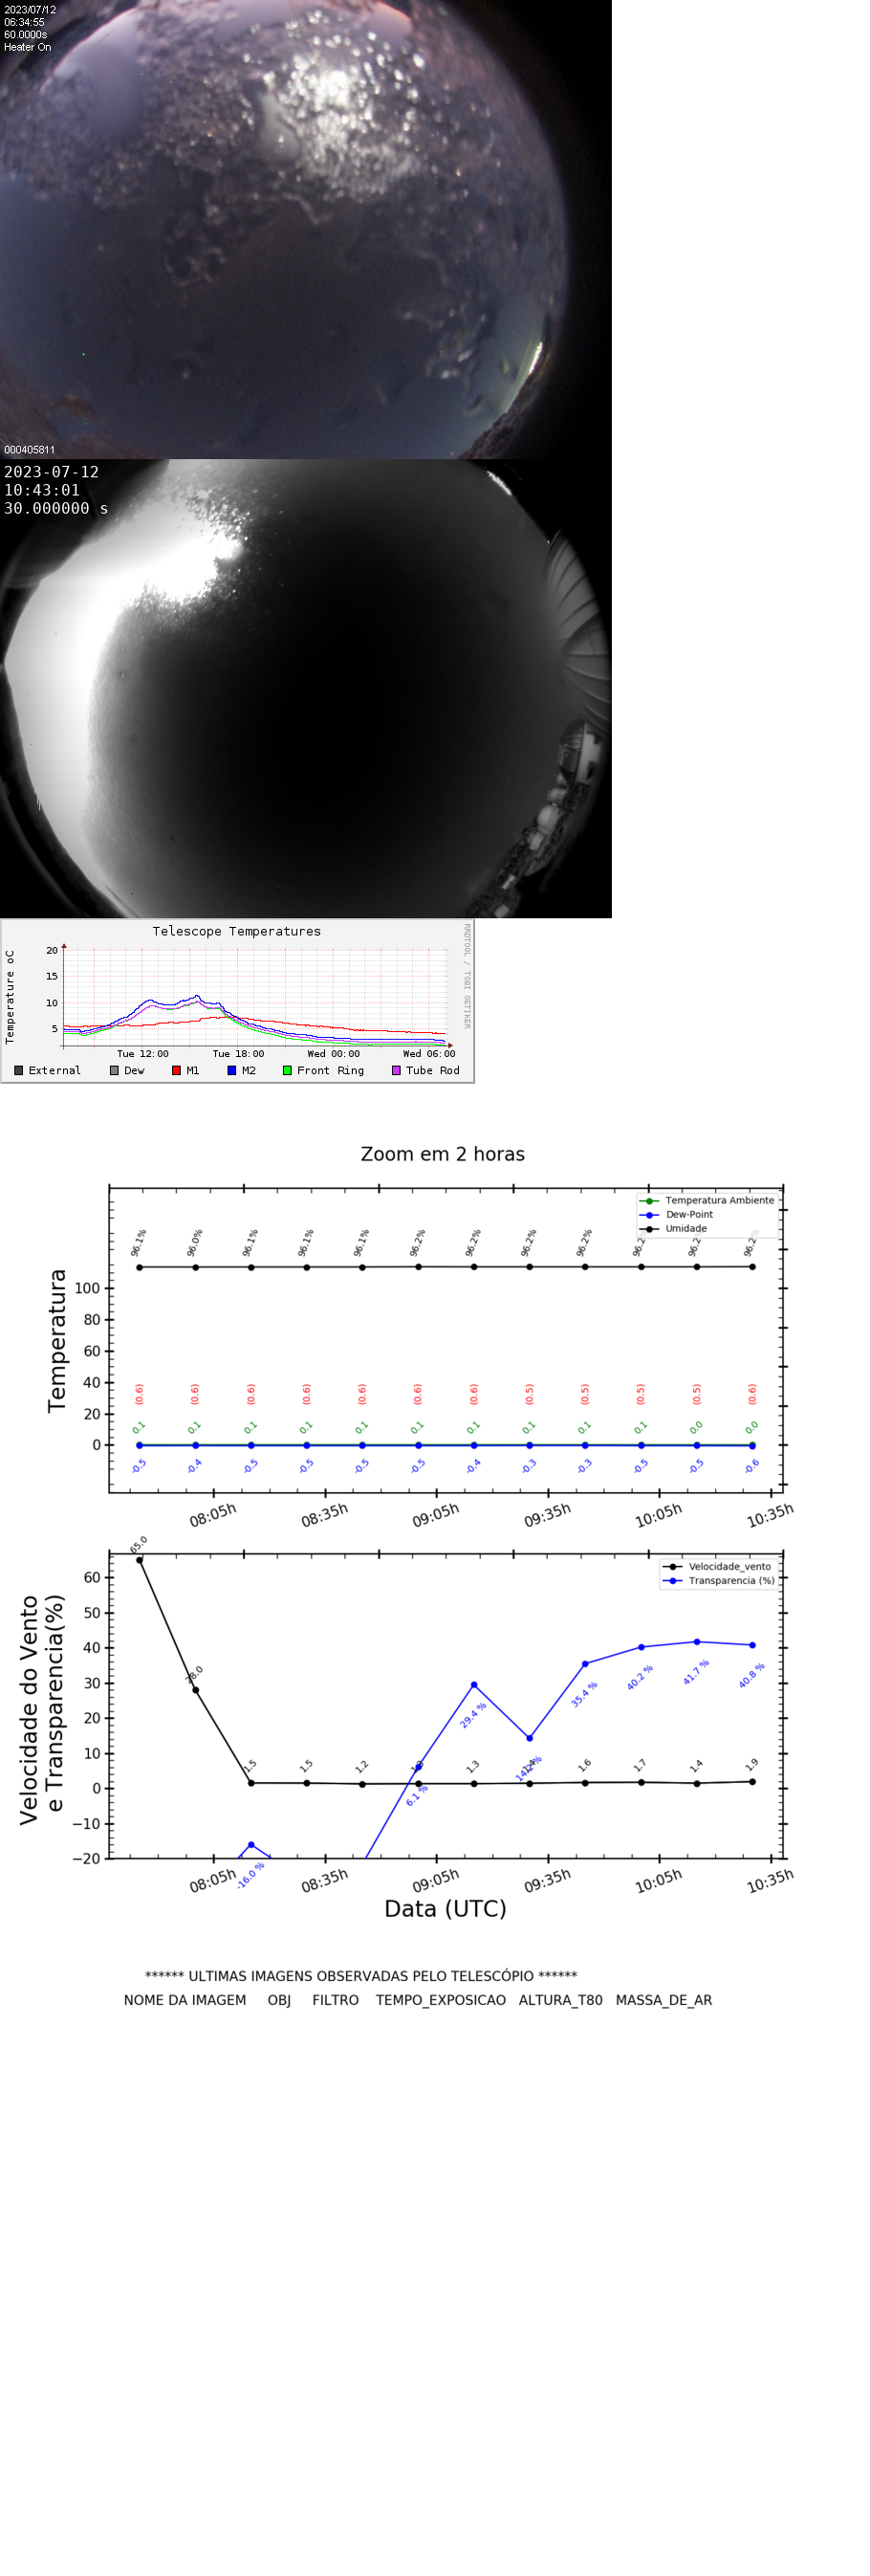 2023/07/12
06:34:55
60.0000s
Heater On
000405811
2023-07-12
10:43:01
30.000000 s
Telescope Temperatures
RRDTOOL / TOBI OETIKER
Temperature oC
20
15
10
5
Tue 12:00 Tue 18:00 Wed 00:00 Wed 06:00
External Dew M1 M2 Front Ring Tube Rod
Zoom em 2 horas
Temperatura Ambiente
Dew-Point
Umidade
96.1% 96.0% 96.1% 96.1% 96.1% 96.2% 96.2% 96.2% 96.2% 96.2 96.2 96.2
Temperatura
100
80
60
40
20
0
(0.6) (0.6) (0.6) (0.6) (0.6) (0.6) (0.6) (0.5) (0.5) (0.5) (0.5) (0.6)
0.1 0.1 0.1 0.1 0.1 0.1 0.1 0.1 0.1 0.1 0.0 0.0
-0.5 -0.4 -0.5 -0.5 -0.5 -0.5 -0.4 -0.3 -0.3 -0.5 -0.5 -0.6
08:05h 08:35h 09:05h 09:35h 10:05h 10:35h
Velocidade_vento
Transparencia (%)
Velocidade do Vento
e Transparencia(%)
60
50
40
30
20
10
0
−10
−20
65.0 28.0 1.5 1.5 1.2 1.3 1.6 1.7 1.4 1.9
-16.0 % 6.1 % 29.4 % 35.4 % 40.2 % 41.7 % 40.8 %
08:05h 08:35h 09:05h 09:35h 10:05h 10:35h
Data (UTC)
****** ULTIMAS IMAGENS OBSERVADAS PELO TELESCÓPIO ******
NOME DA IMAGEM OBJ FILTRO TEMPO_EXPOSICAO ALTURA_T80 MASSA_DE_AR